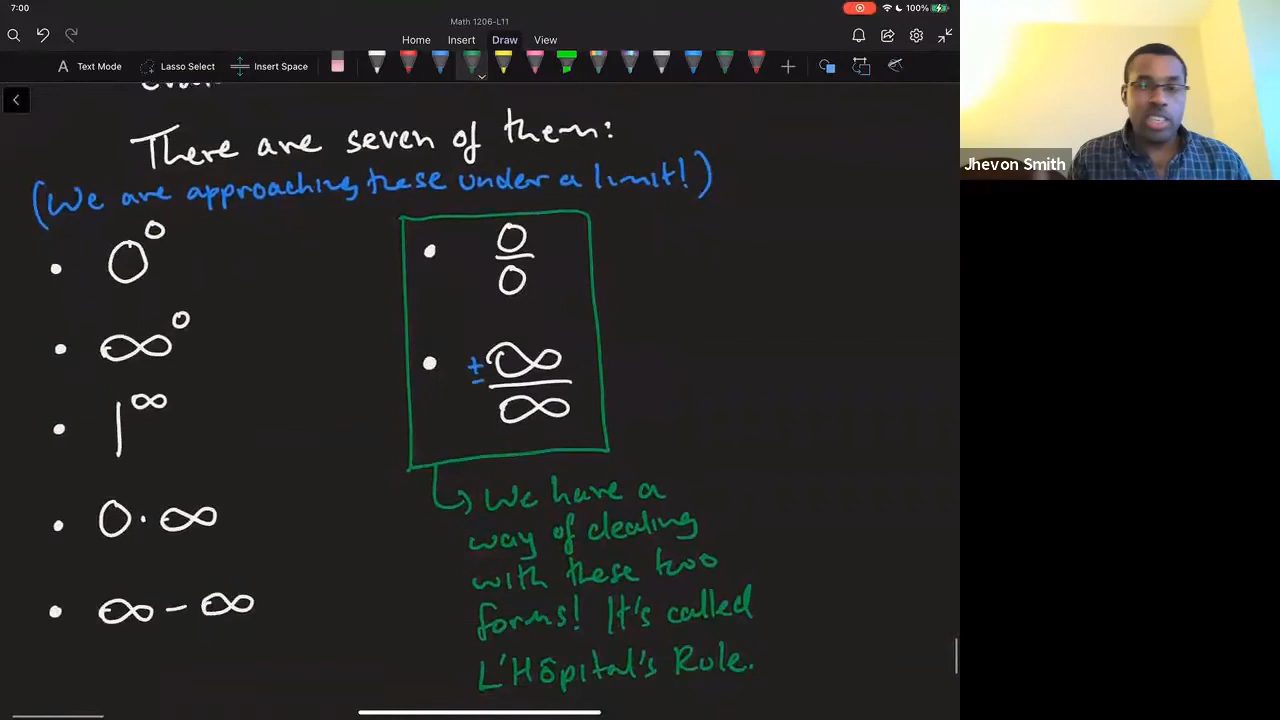 7:00
100%
Math 1206-L11
Home Insert Draw View
Text Mode Lasso Select Insert Space
There are seven of them:
(We are approaching these under a limit!)
• 0^0
• ∞^0
• 1^∞
• 0·∞
• ∞-∞
• 0/0
• ±∞/∞
We have a
way of dealing
with these two
forms! It's called
L'Hôpital's Rule.
Jhevon Smith